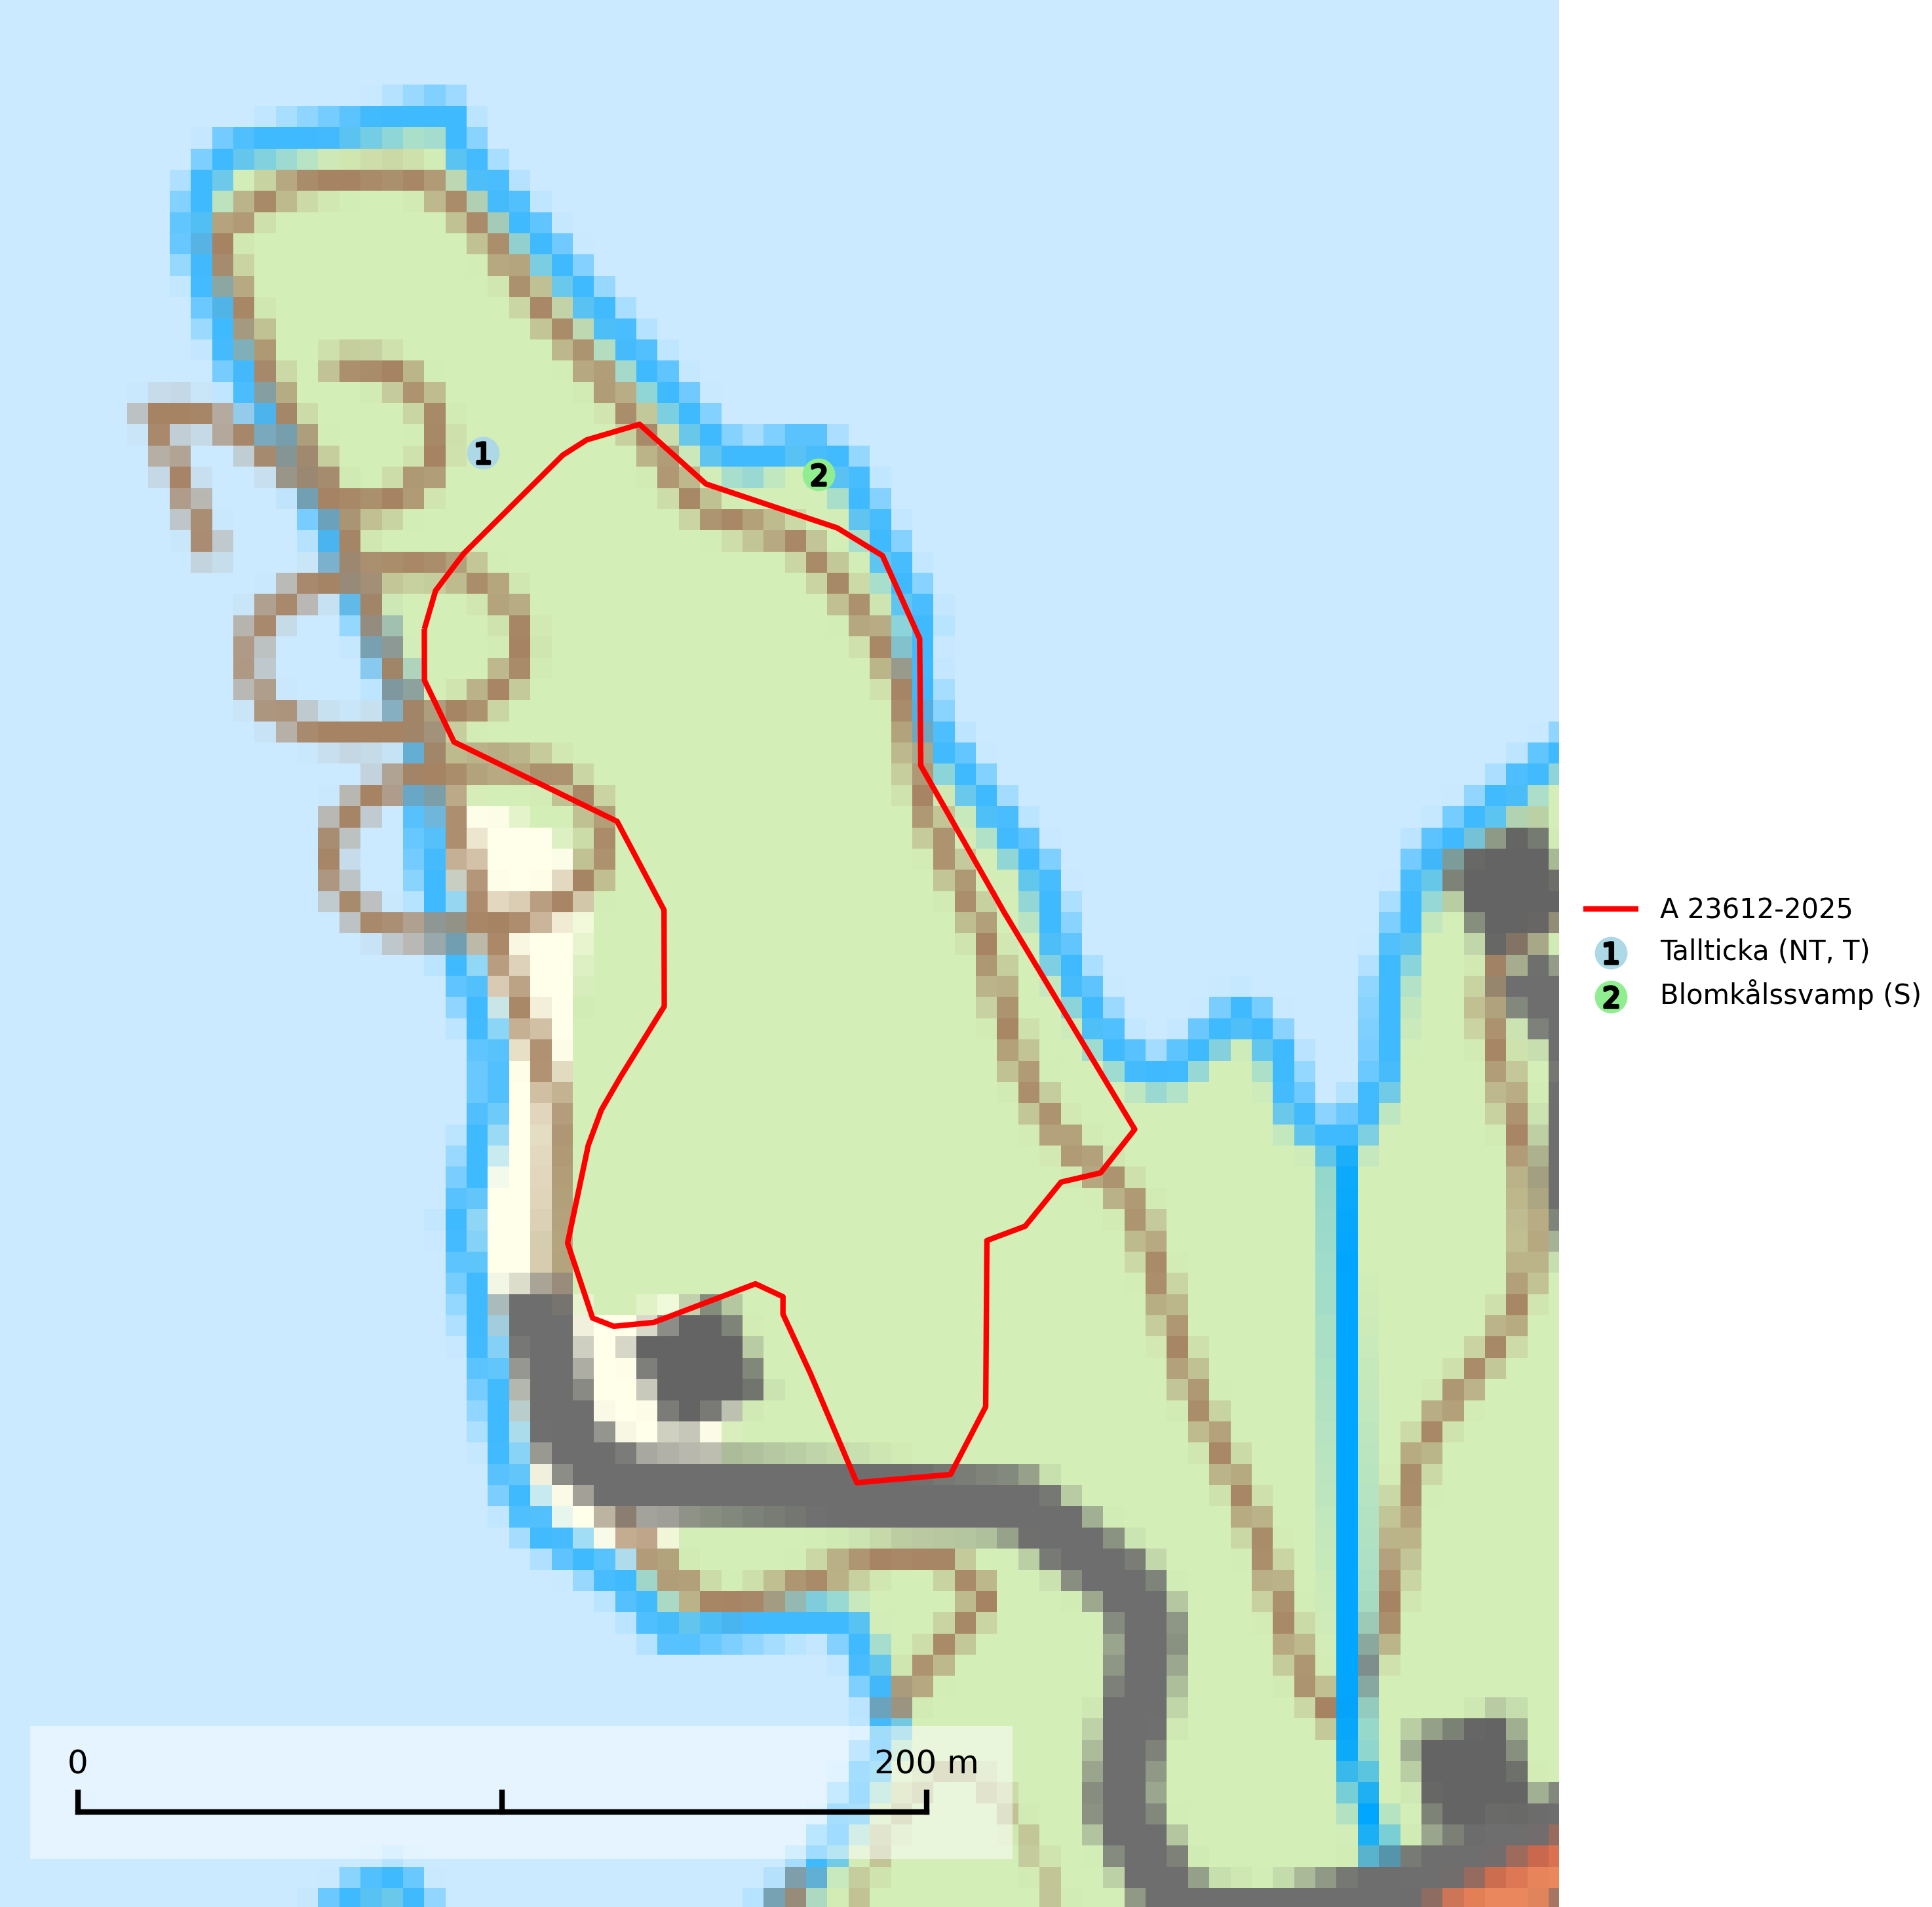 1
2
A 23612-2025
1 Tallticka (NT, T)
2 Blomkålssvamp (S)
0 200 m